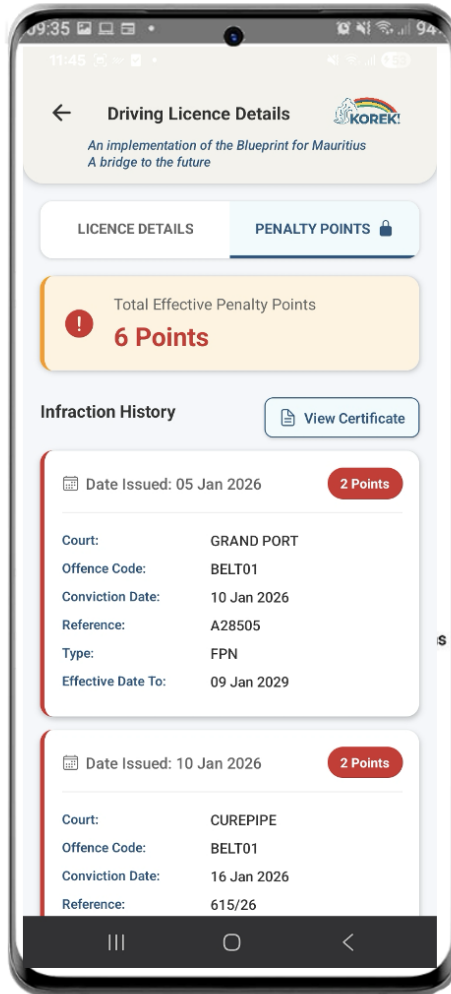 09:35
94
11:45
Driving Licence Details
KOREK!
An implementation of the Blueprint for Mauritius
A bridge to the future
LICENCE DETAILS
PENALTY POINTS
Total Effective Penalty Points
6 Points
Infraction History
View Certificate
Date Issued: 05 Jan 2026
2 Points
Court: GRAND PORT
Offence Code: BELT01
Conviction Date: 10 Jan 2026
Reference: A28505
Type: FPN
Effective Date To: 09 Jan 2029
s
Date Issued: 10 Jan 2026
2 Points
Court: CUREPIPE
Offence Code: BELT01
Conviction Date: 16 Jan 2026
Reference: 615/26